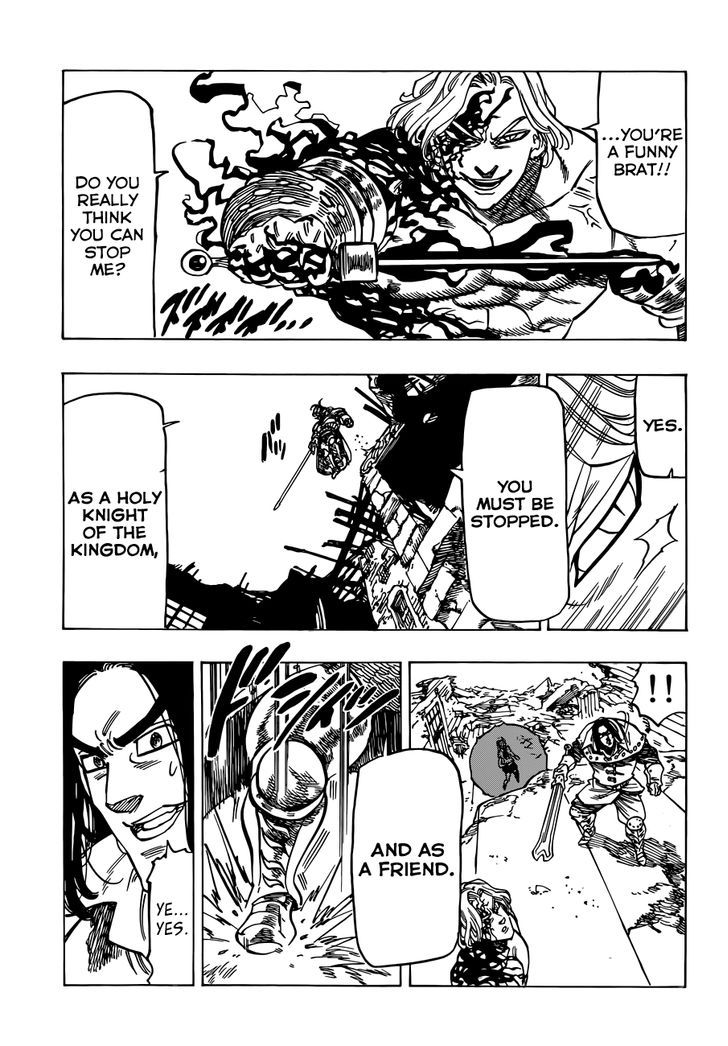 ...YOU'RE
A FUNNY
BRAT!!
DO YOU
REALLY
THINK
YOU CAN
STOP
ME?
YES.
YOU
MUST BE
STOPPED.
AS A HOLY
KNIGHT
OF THE
KINGDOM,
!!
AND AS
A FRIEND.
YE...
YES.